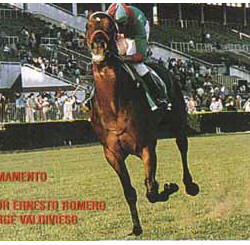 MAMENTO
OR ERNESTO ROMERO
RGE VALDIVIESO